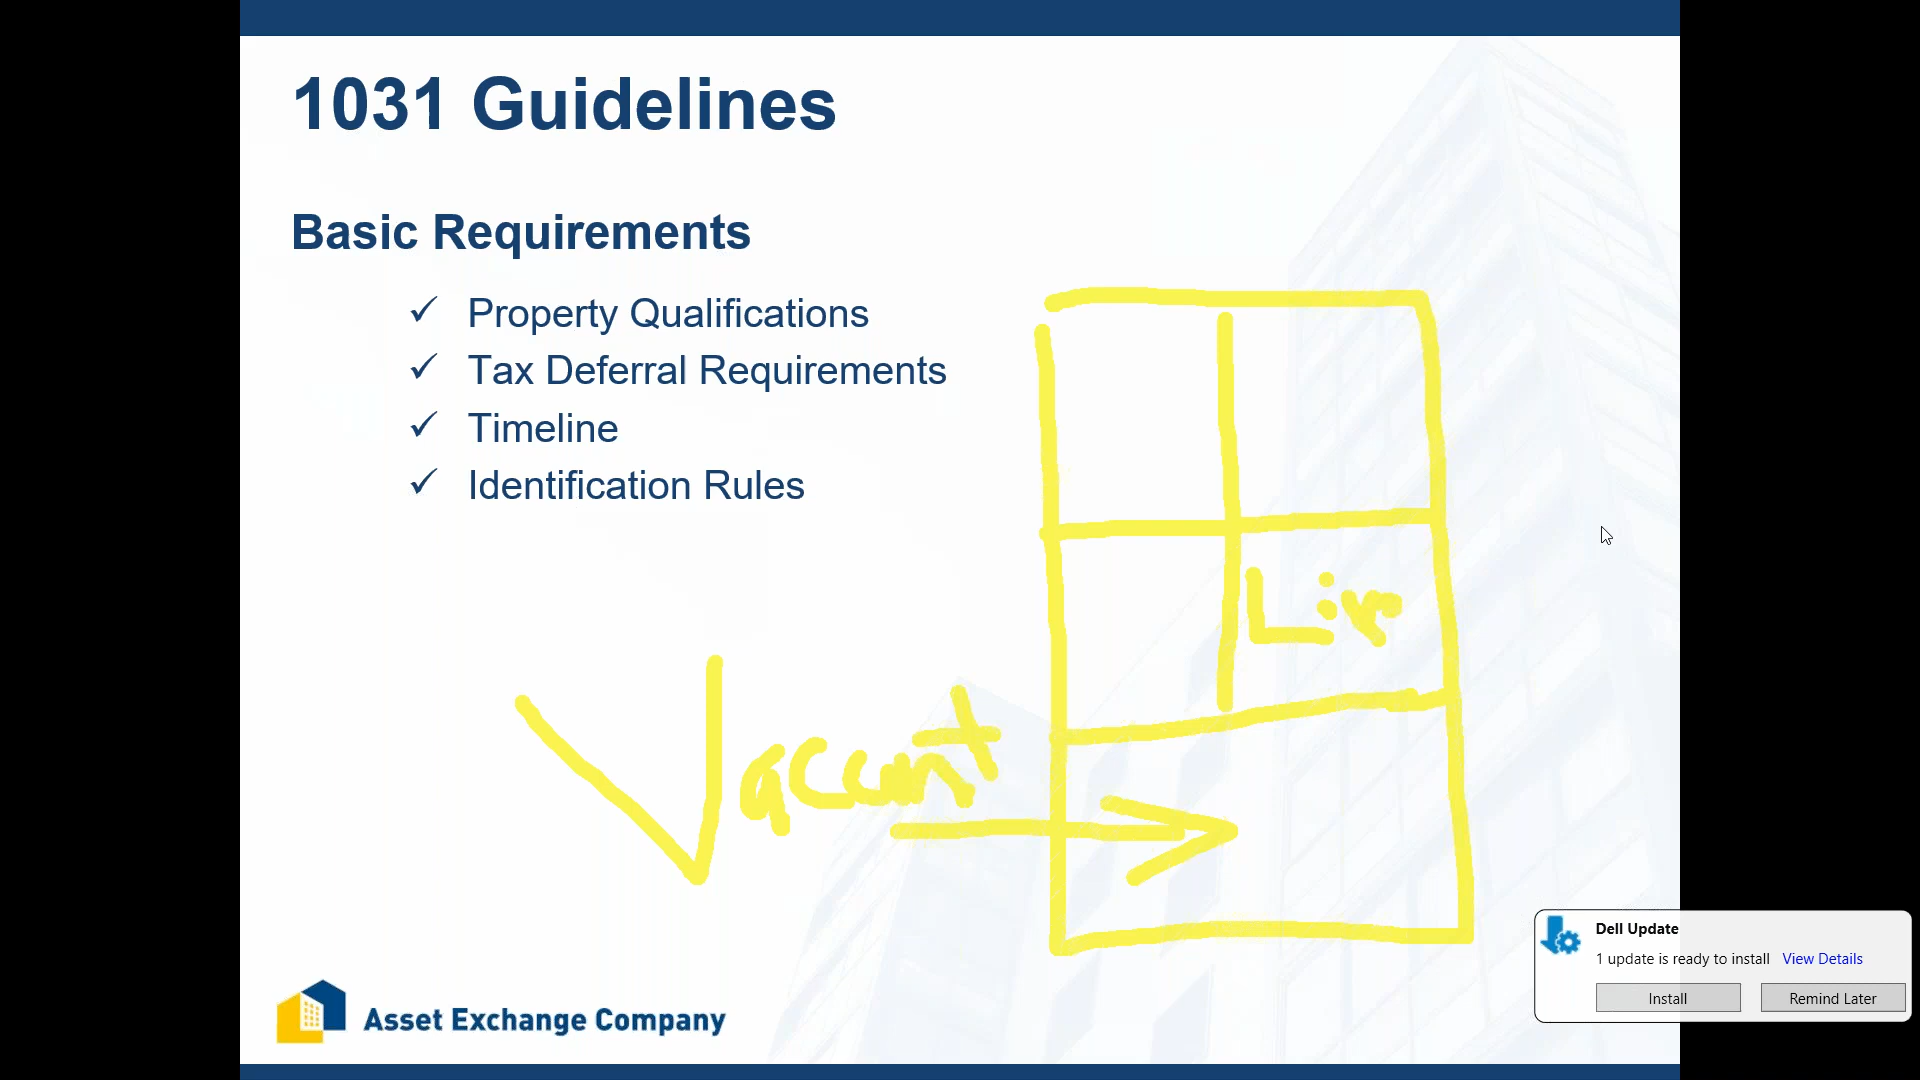 1031 Guidelines
Basic Requirements
✓ Property Qualifications
✓ Tax Deferral Requirements
✓ Timeline
✓ Identification Rules
Vacant
Asset Exchange Company
Dell Update
1 update is ready to install View Details
Install Remind Later